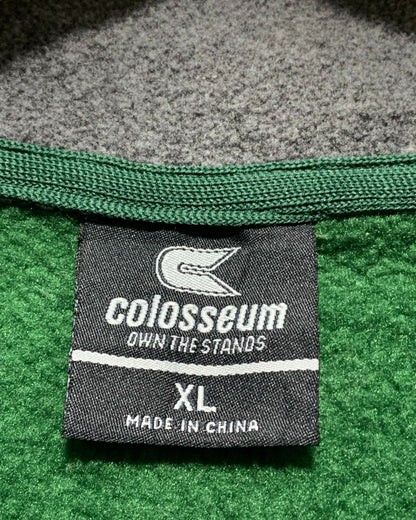 colosseum
OWN THE STANDS
XL
MADE IN CHINA